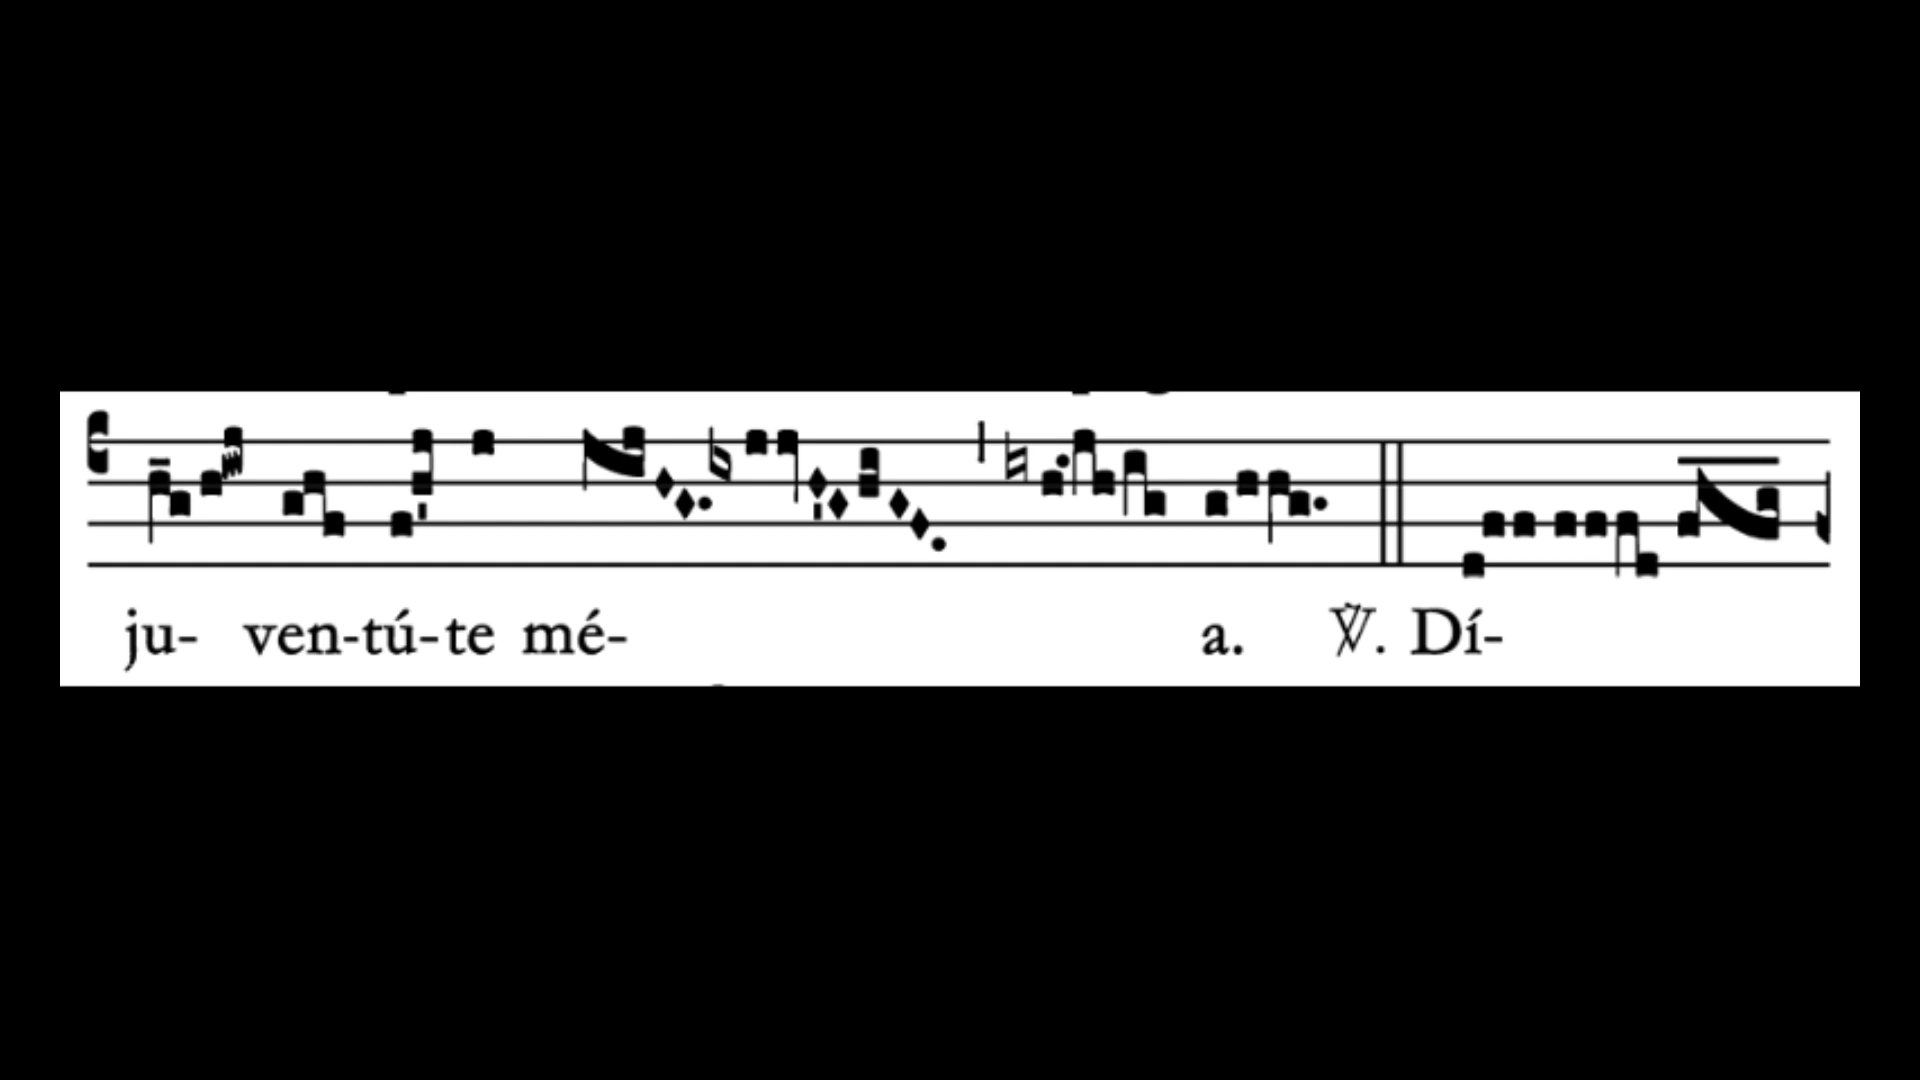 ju- ven-tú-te mé- a. ℣. Dí-